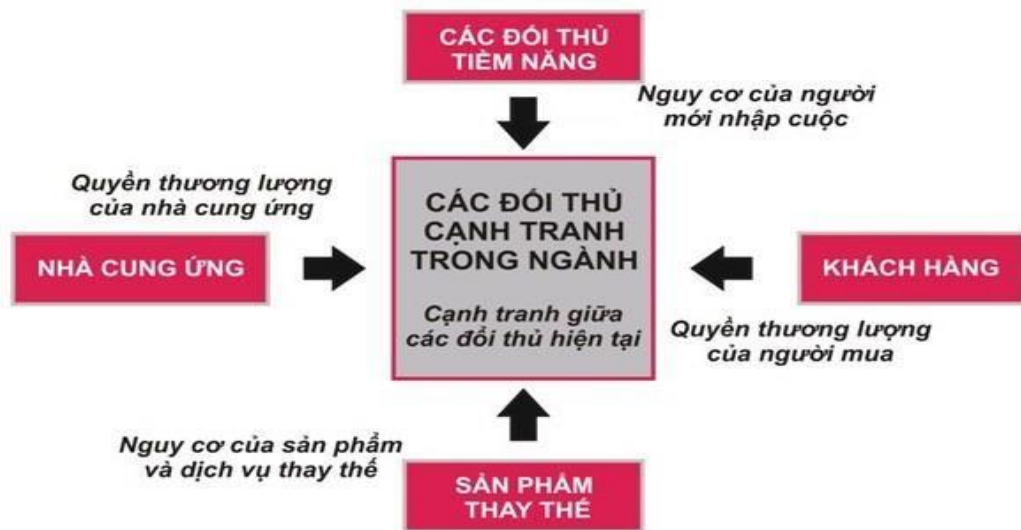 CÁC ĐỐI THỦ
TIỀM NĂNG
Nguy cơ của người
mới nhập cuộc
Quyền thương lượng
của nhà cung ứng
NHÀ CUNG ỨNG
CÁC ĐỐI THỦ
CẠNH TRANH
TRONG NGÀNH
Cạnh tranh giữa
các đối thủ hiện tại
KHÁCH HÀNG
Quyền thương lượng
của người mua
Nguy cơ của sản phẩm
và dịch vụ thay thế
SẢN PHẨM
THAY THẾ